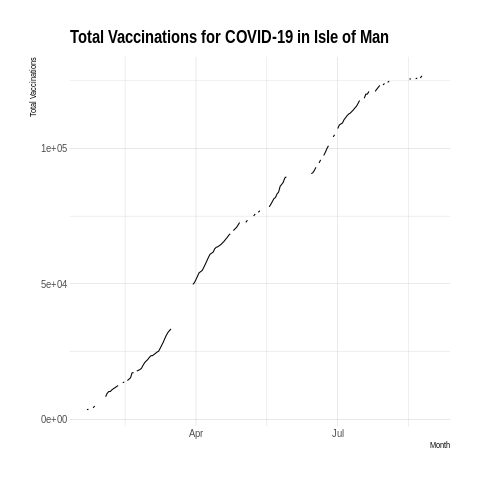 Total Vaccinations for COVID-19 in Isle of Man
Total Vaccinations
1e+05
5e+04
0e+00
Apr
Jul
Month